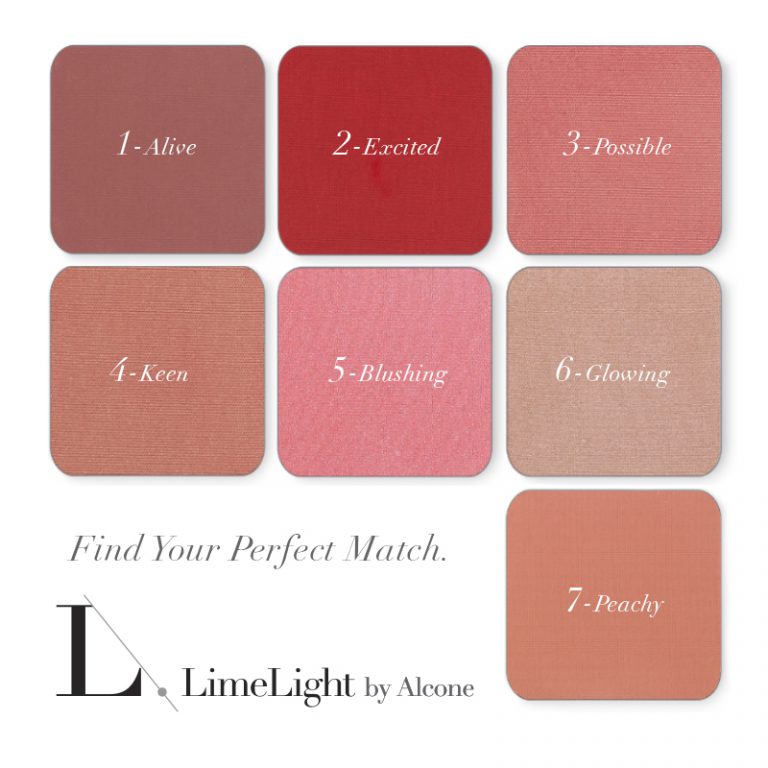 1-Alive
2-Excited
3-Possible
4-Keen
5-Blushing
6-Glowing
7-Peachy
Find Your Perfect Match.
L.
LimeLight by Alcone